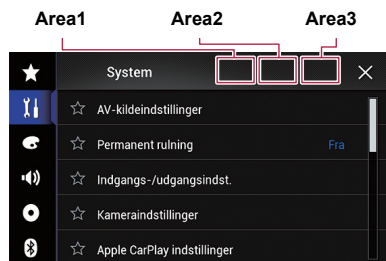 Area1 Area2 Area3
System
AV-kildeindstillinger
Permanent rulning Fra
Indgangs-/udgangsindst.
Kameraindstillinger
Apple CarPlay indstillinger